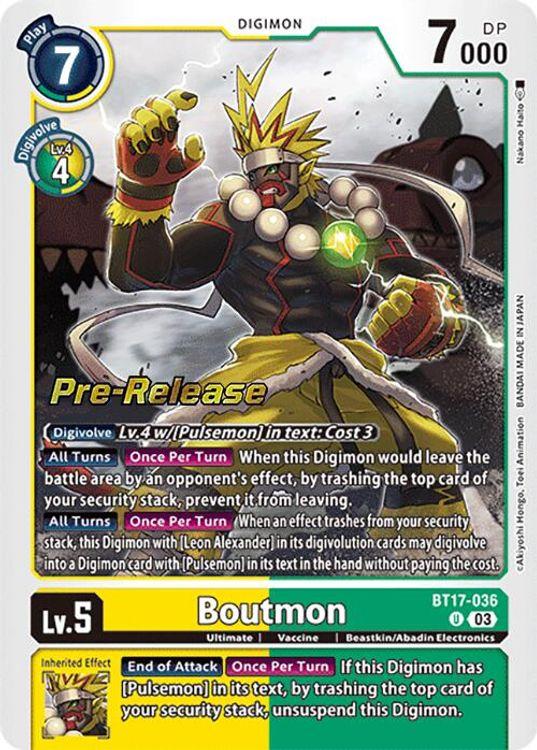 DIGIMON
Play
7
7000
DP
Digivolve
Lv.4
4
Nakano Haito
©Akiyoshi Hongo, Toei Animation BANDAI MADE IN JAPAN
Pre-Release
Digivolve Lv.4 w/[Pulsemon] in text: Cost 3
All Turns Once Per Turn When this Digimon would leave the
battle area by an opponent's effect, by trashing the top card of
your security stack, prevent it from leaving.
All Turns Once Per Turn When an effect trashes from your security
stack, this Digimon with [Leon Alexander] in its digivolution cards may digivolve
into a Digimon card with [Pulsemon] in its text in the hand without paying the cost.
Lv.5
Boutmon
BT17-036
U 03
Ultimate | Vaccine | Beastkin/Abadin Electronics
Inherited Effect
End of Attack Once Per Turn If this Digimon has
[Pulsemon] in its text, by trashing the top card of
your security stack, unsuspend this Digimon.